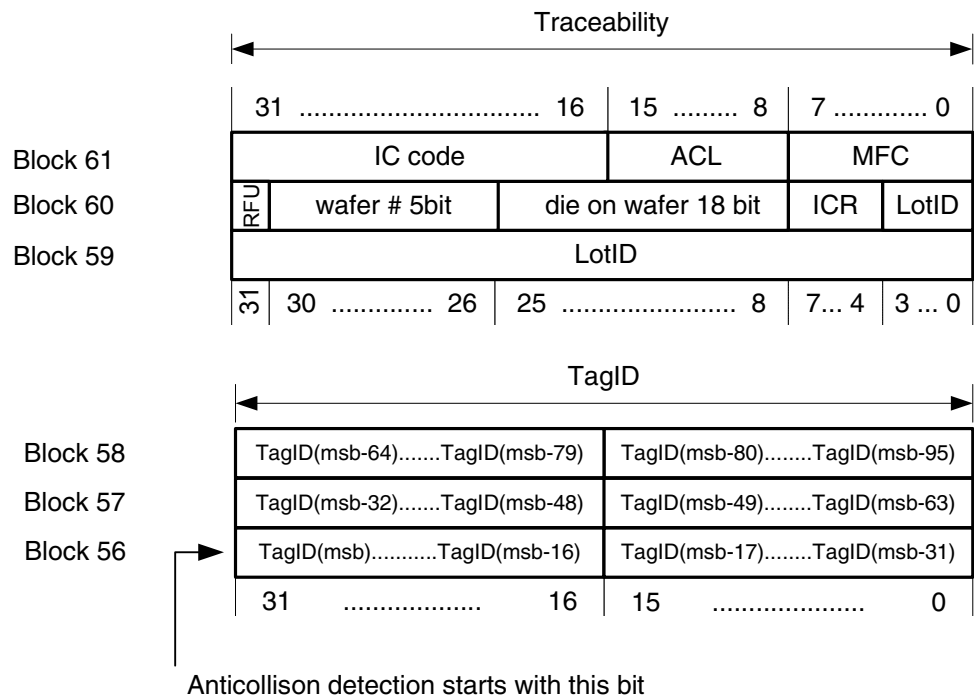 Traceability
31 ................................ 16 15 ......... 8 7 ............. 0
Block 61 IC code ACL MFC
Block 60 RFU wafer # 5bit die on wafer 18 bit ICR LotID
Block 59 LotID
31 30 ............. 26 25 ........................ 8 7... 4 3 ... 0
TagID
Block 58 TagID(msb-64).......TagID(msb-79) TagID(msb-80)........TagID(msb-95)
Block 57 TagID(msb-32).......TagID(msb-48) TagID(msb-49)........TagID(msb-63)
Block 56 TagID(msb)...........TagID(msb-16) TagID(msb-17)........TagID(msb-31)
31 ................... 16 15 ..................... 0
Anticollison detection starts with this bit